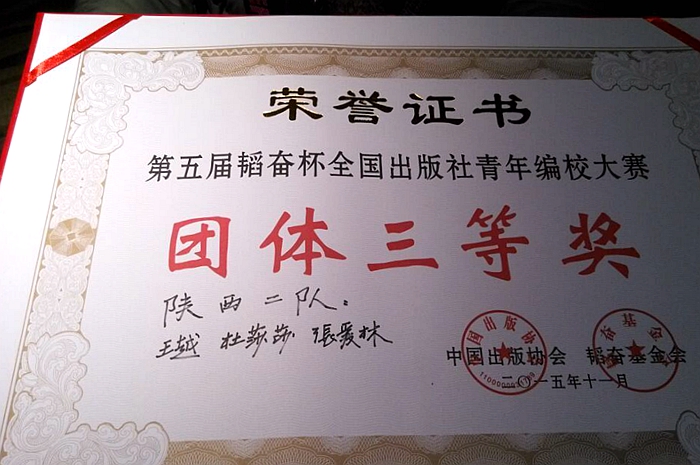 荣誉证书
第五届韬奋杯全国出版社青年编校大赛
团体三等奖
陕西二队：
王越 杜莎莎 張爱林
中国出版协会 韬奋基金会
二〇一五年十一月